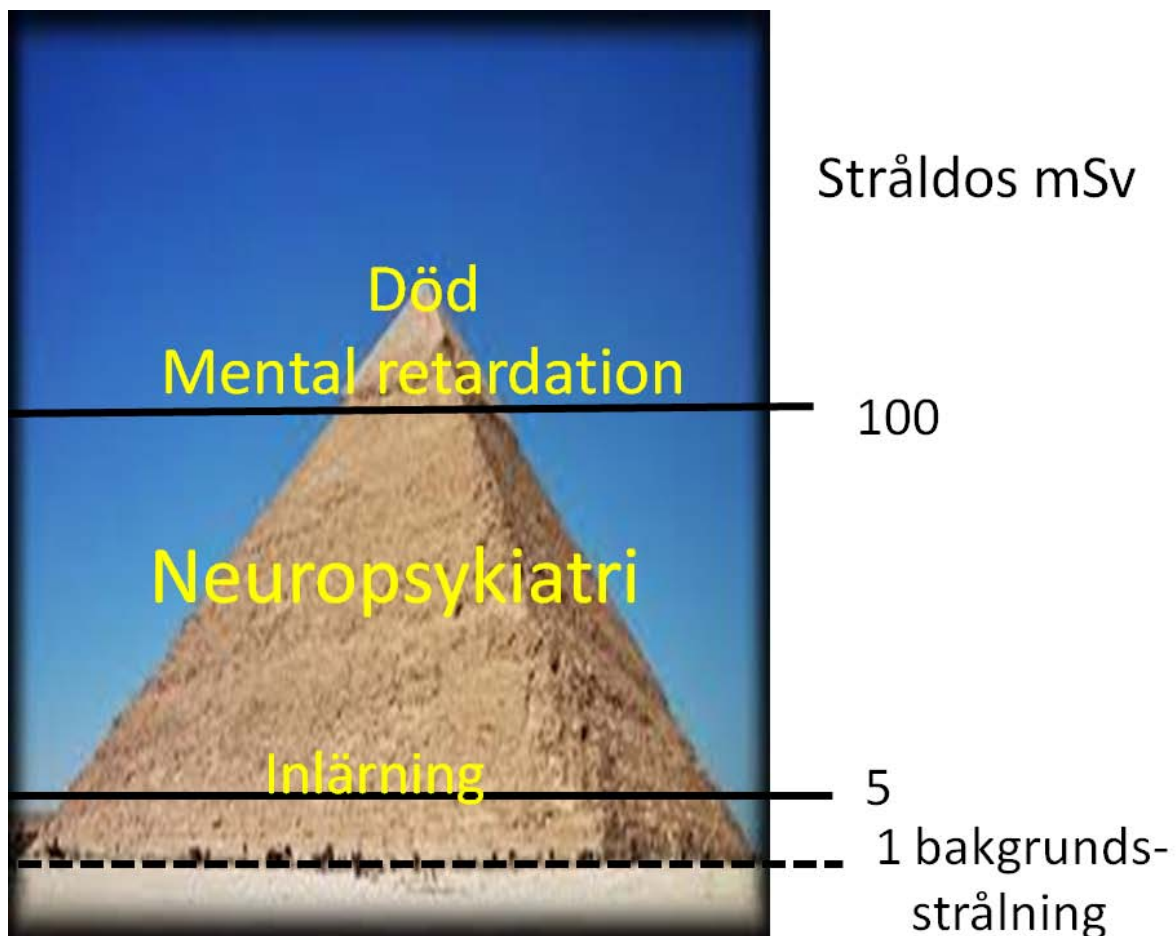 Stråldos mSv
Död
Mental retardation
100
Neuropsykiatri
Inlärning
5
1 bakgrunds-
strålning